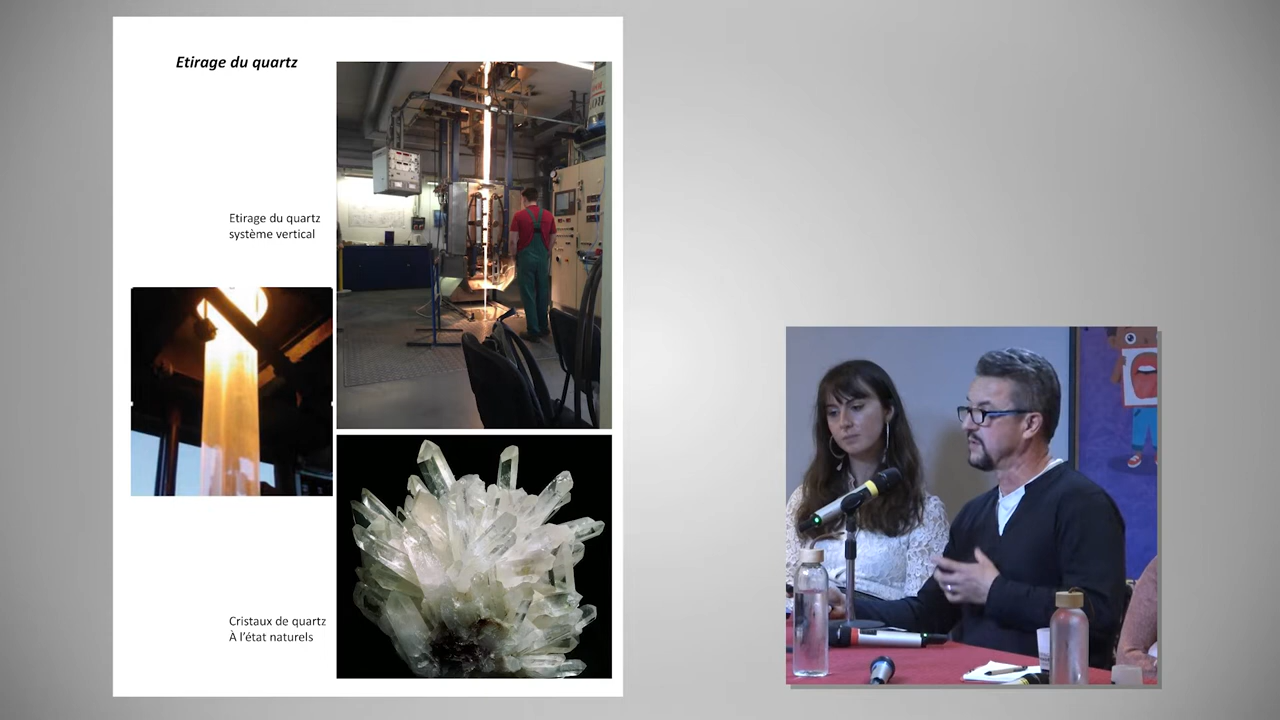 Etirage du quartz
Etirage du quartz
système vertical
Cristaux de quartz
À l'état naturels